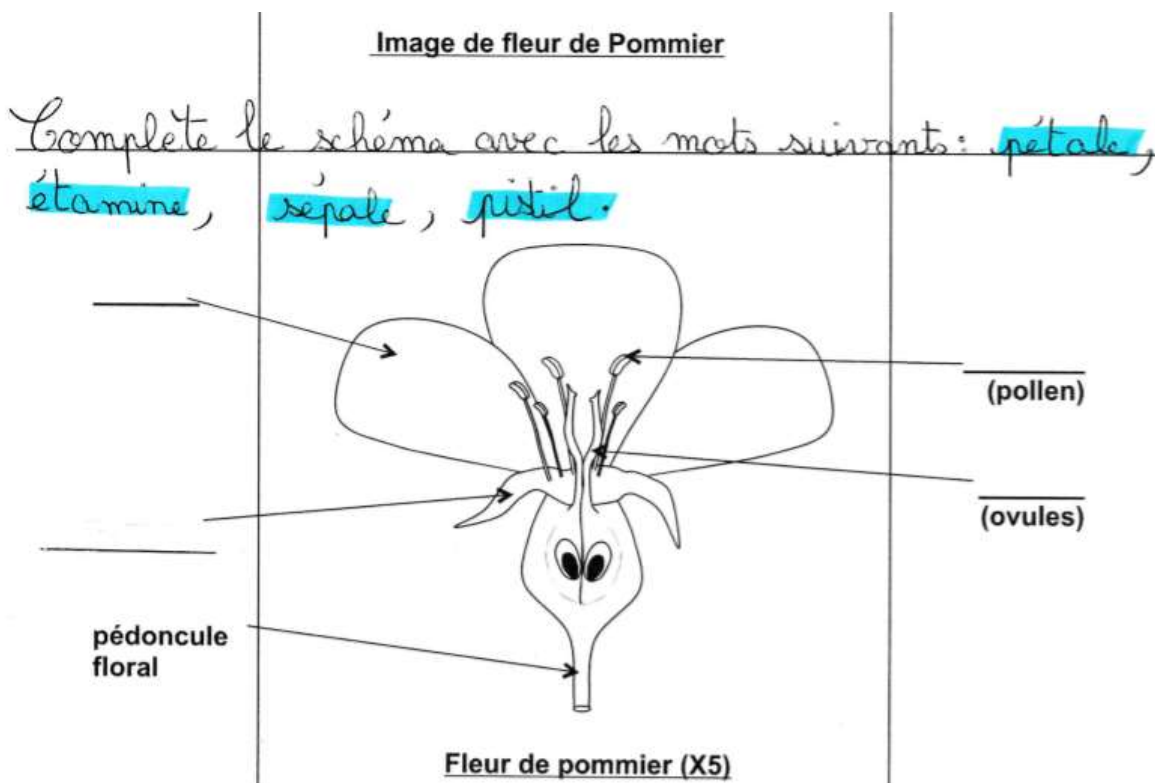 Image de fleur de Pommier
Complète le schéma avec les mots suivants : pétale,
étamine, sépale, pistil.
(pollen)
(ovules)
pédoncule
floral
Fleur de pommier (X5)